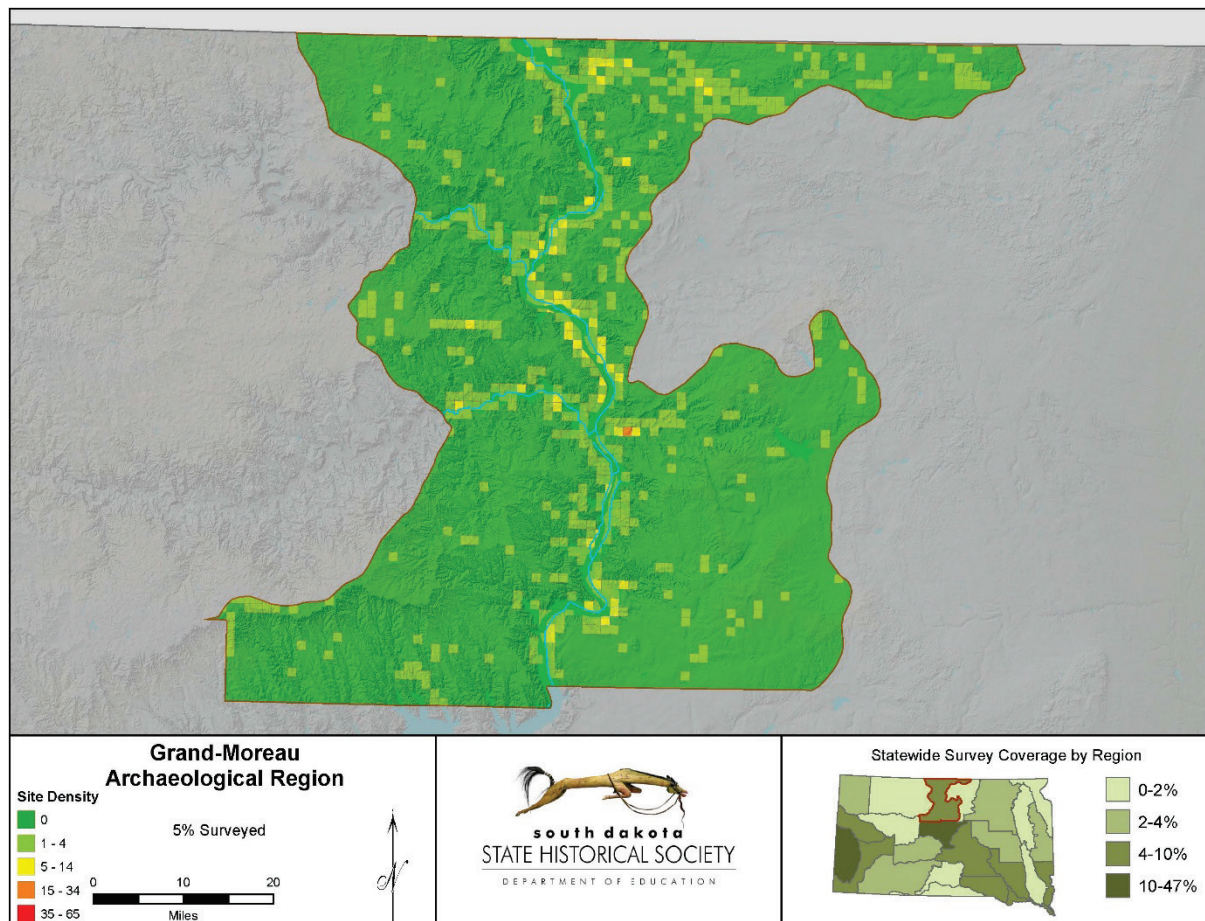 Grand-Moreau
Archaeological Region
Site Density
0
1 - 4
5 - 14
15 - 34
35 - 65
5% Surveyed
0 10 20
Miles
N
south dakota
STATE HISTORICAL SOCIETY
DEPARTMENT OF EDUCATION
Statewide Survey Coverage by Region
0-2%
2-4%
4-10%
10-47%